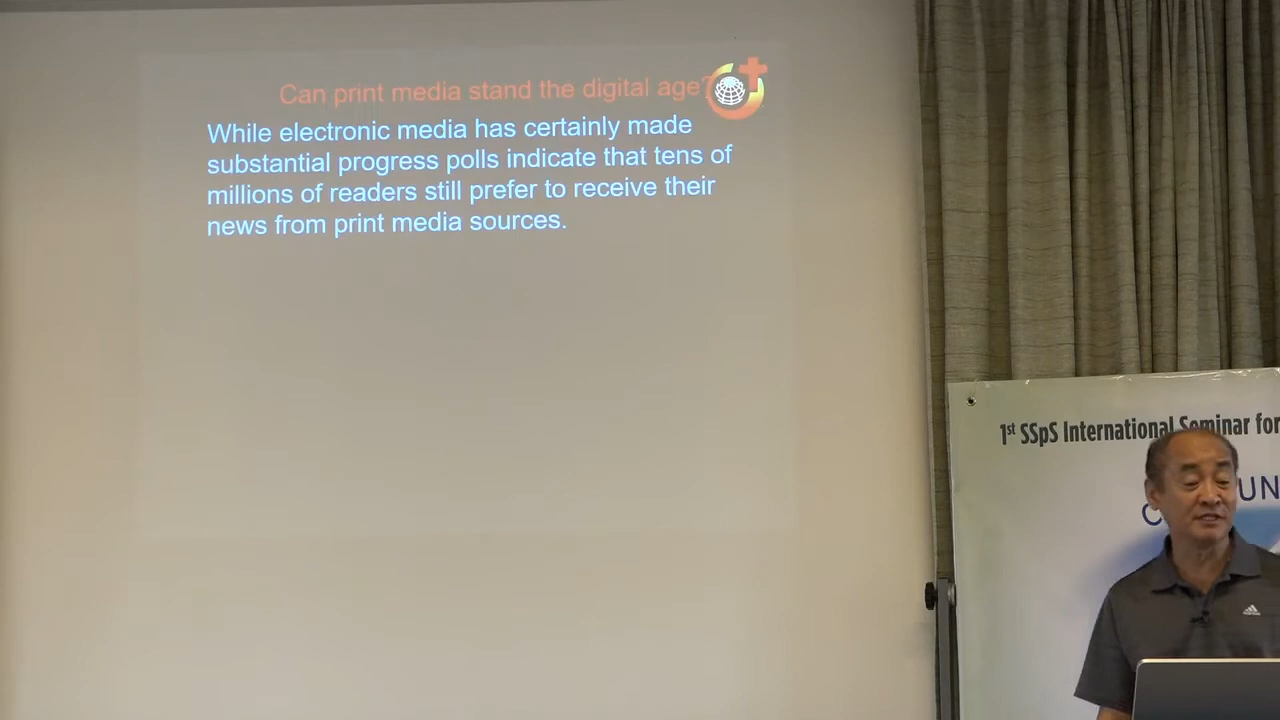 Can print media stand the digital age?
While electronic media has certainly made
substantial progress polls indicate that tens of
millions of readers still prefer to receive their
news from print media sources.
1st SSpS International Seminar for